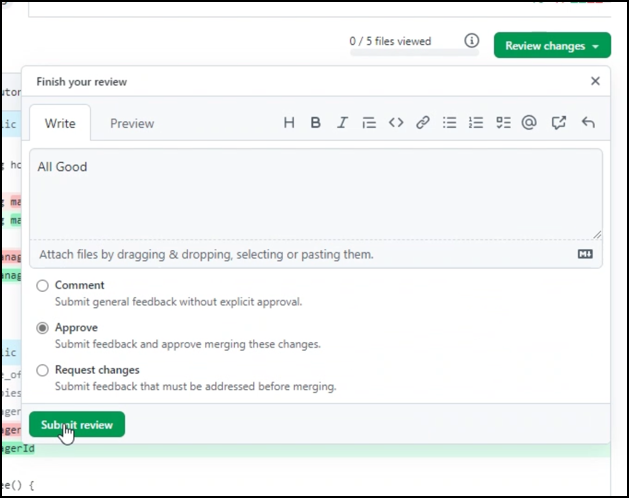 0 / 5 files viewed
Review changes
Finish your review
Write Preview
All Good
Attach files by dragging & dropping, selecting or pasting them.
Comment
Submit general feedback without explicit approval.
Approve
Submit feedback and approve merging these changes.
Request changes
Submit feedback that must be addressed before merging.
Submit review
agerId
ee() {